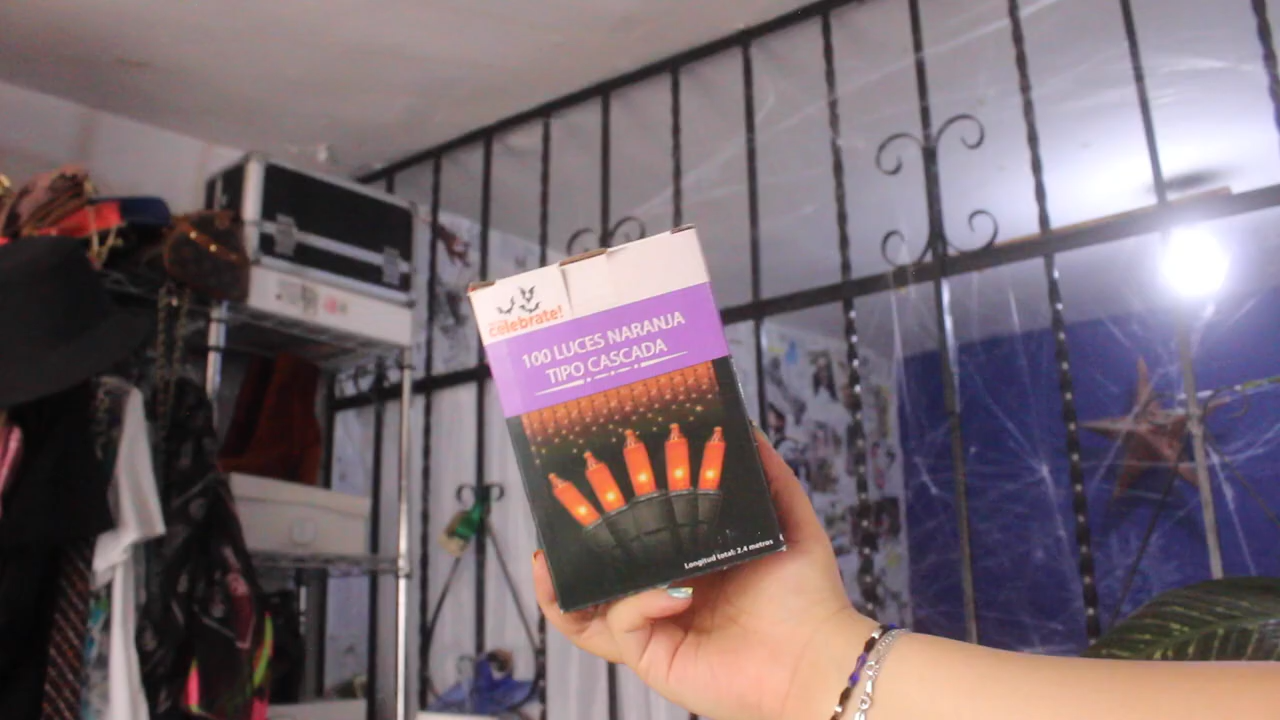 celebrate!
100 LUCES NARANJA
TIPO CASCADA
Longitud total: 2,4 metros